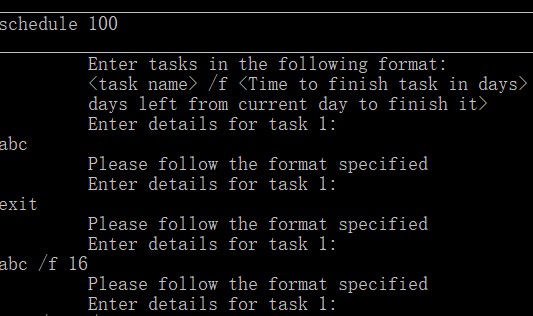 schedule 100
Enter tasks in the following format:
<task name> /f <Time to finish task in days>
days left from current day to finish it>
Enter details for task 1:
abc
Please follow the format specified
Enter details for task 1:
exit
Please follow the format specified
Enter details for task 1:
abc /f 16
Please follow the format specified
Enter details for task 1: